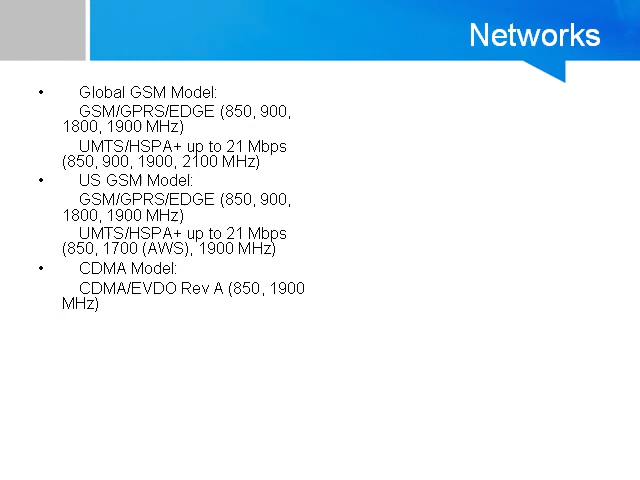 Networks
• Global GSM Model:
GSM/GPRS/EDGE (850, 900,
1800, 1900 MHz)
UMTS/HSPA+ up to 21 Mbps
(850, 900, 1900, 2100 MHz)
• US GSM Model:
GSM/GPRS/EDGE (850, 900,
1800, 1900 MHz)
UMTS/HSPA+ up to 21 Mbps
(850, 1700 (AWS), 1900 MHz)
• CDMA Model:
CDMA/EVDO Rev A (850, 1900
MHz)